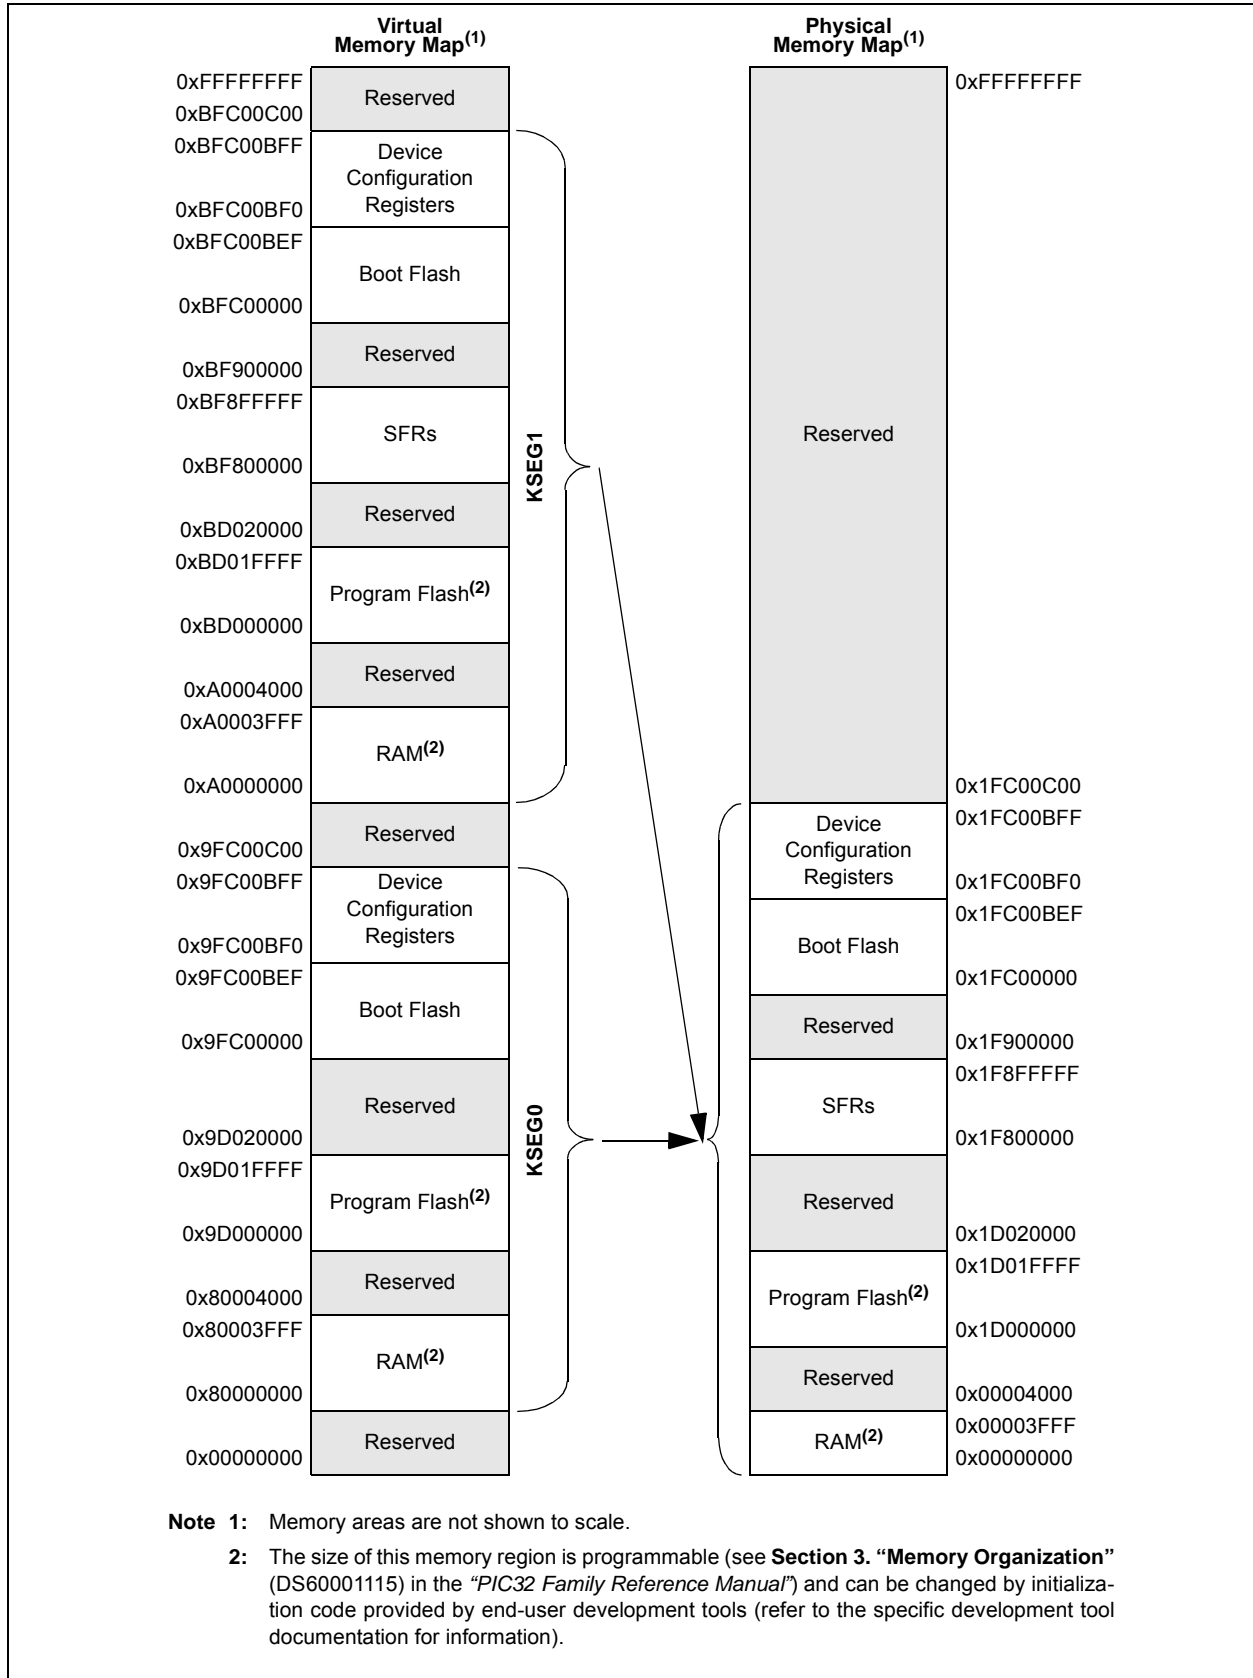 Virtual
Memory Map(1)
Physical
Memory Map(1)
0xFFFFFFFF
Reserved
0xBFC00C00
0xBFC00BFF
Device
Configuration
Registers
0xBFC00BF0
0xBFC00BEF
Boot Flash
0xBFC00000
Reserved
0xBF900000
0xBF8FFFFF
SFRs
0xBF800000
Reserved
0xBD020000
0xBD01FFFF
Program Flash(2)
0xBD000000
Reserved
0xA0004000
0xA0003FFF
RAM(2)
0xA0000000
KSEG1
Reserved
0x9FC00C00
0x9FC00BFF
Device
Configuration
Registers
0x9FC00BF0
0x9FC00BEF
Boot Flash
0x9FC00000
Reserved
0x9D020000
0x9D01FFFF
Program Flash(2)
0x9D000000
Reserved
0x80004000
0x80003FFF
RAM(2)
0x80000000
KSEG0
Reserved
0x00000000
0xFFFFFFFF
Reserved
0x1FC00C00
0x1FC00BFF
Device
Configuration
Registers
0x1FC00BF0
0x1FC00BEF
Boot Flash
0x1FC00000
Reserved
0x1F900000
0x1F8FFFFF
SFRs
0x1F800000
Reserved
0x1D020000
0x1D01FFFF
Program Flash(2)
0x1D000000
Reserved
0x00004000
0x00003FFF
RAM(2)
0x00000000
Note 1: Memory areas are not shown to scale.
2: The size of this memory region is programmable (see Section 3. “Memory Organization”
(DS60001115) in the “PIC32 Family Reference Manual”) and can be changed by initializa-
tion code provided by end-user development tools (refer to the specific development tool
documentation for information).